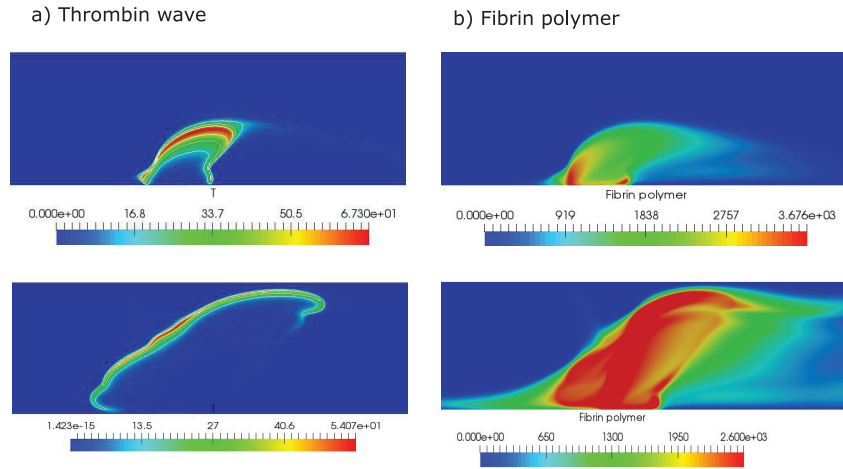 a) Thrombin wave
b) Fibrin polymer
T
0.000e+00 16.8 33.7 50.5 6.730e+01
Fibrin polymer
0.000e+00 919 1838 2757 3.676e+03
1.423e-15 13.5 27 40.6 5.407e+01
Fibrin polymer
0.000e+00 650 1300 1950 2.600e+03